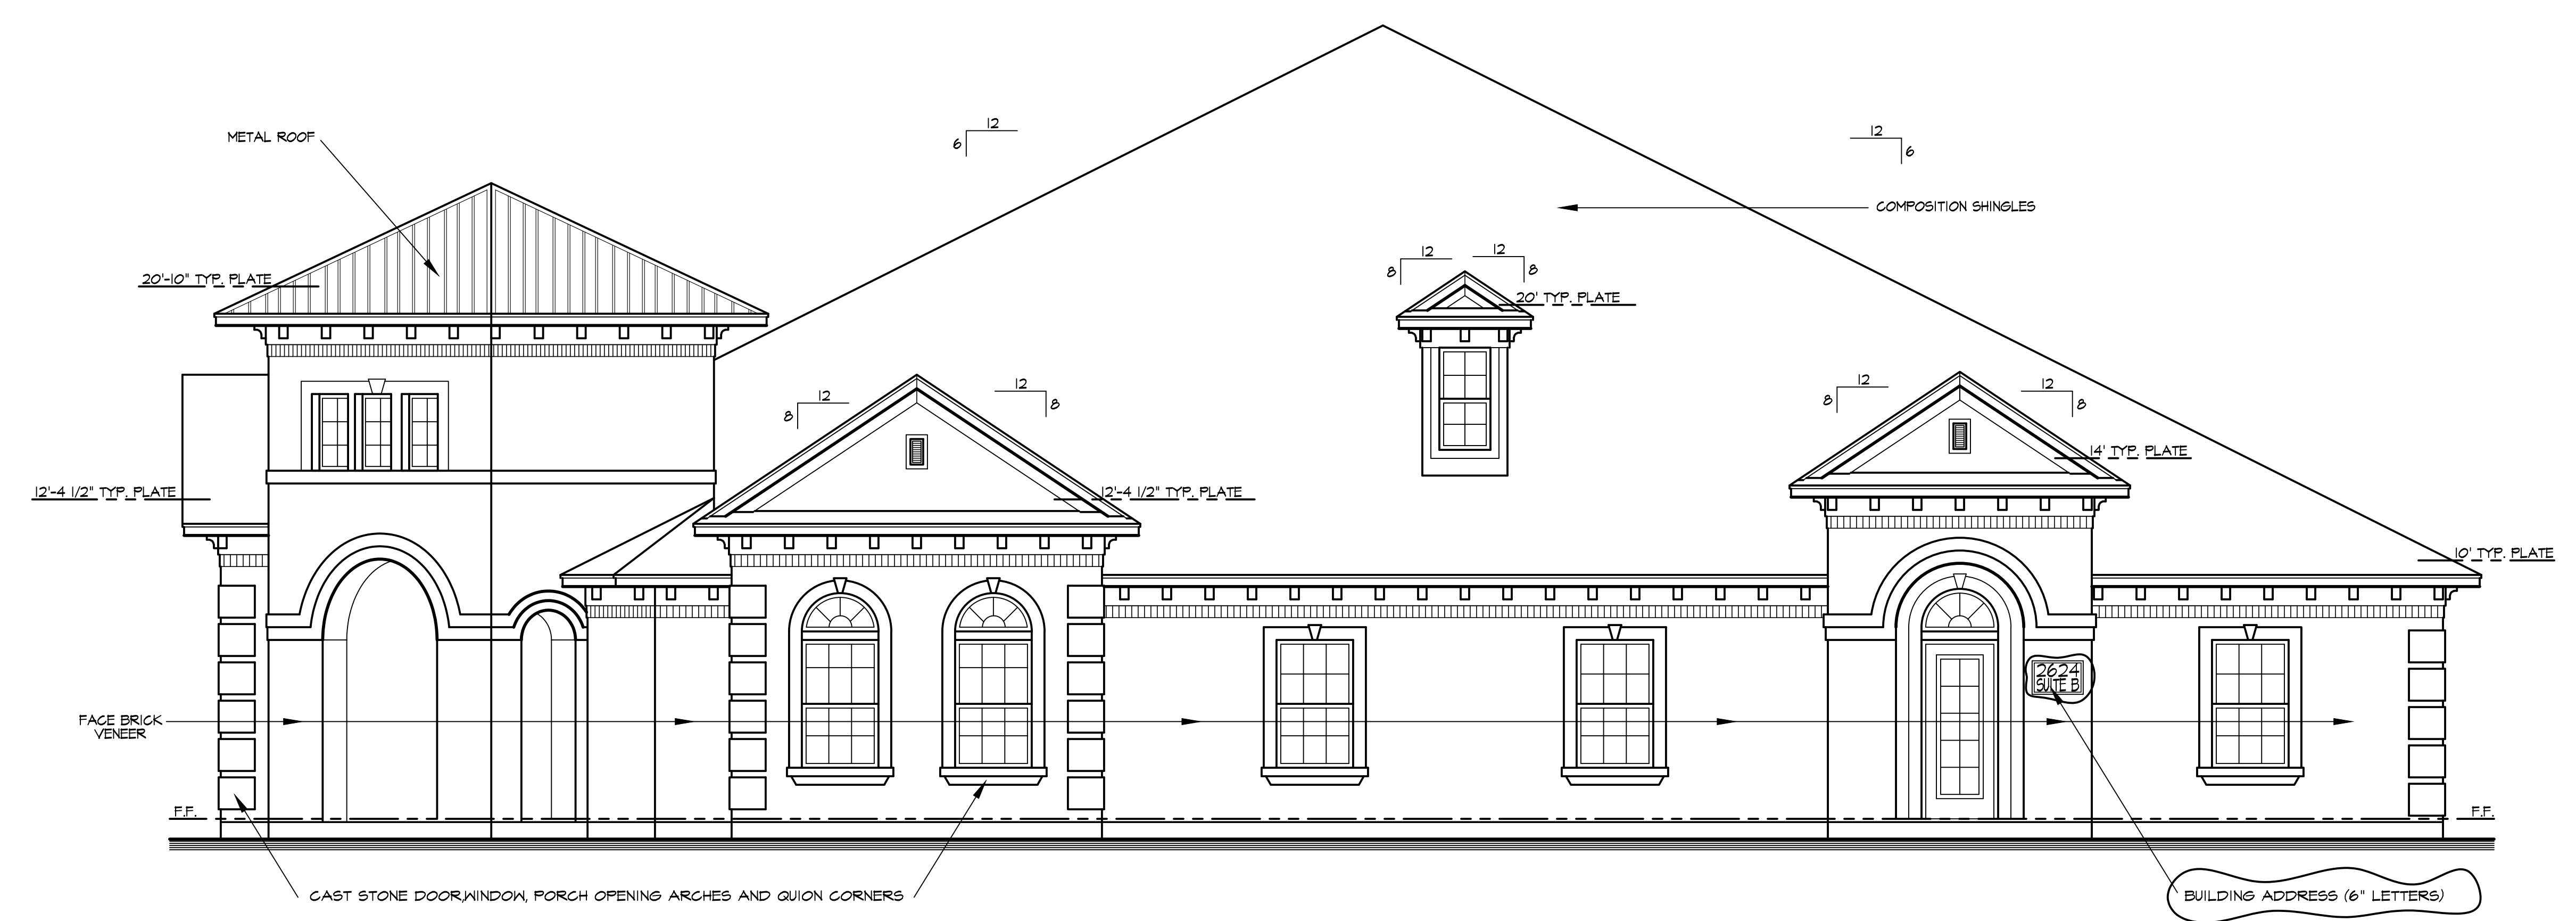 12
6
12
6
METAL ROOF
COMPOSITION SHINGLES
12
8
12
8
20'-10" TYP. PLATE
20' TYP. PLATE
12
8
12
8
12
8
12
8
14' TYP. PLATE
12'-4 1/2" TYP. PLATE
12'-4 1/2" TYP. PLATE
10' TYP. PLATE
2624
SUITE B
FACE BRICK
VENEER
F.F.
F.F.
CAST STONE DOOR,WINDOW, PORCH OPENING ARCHES AND QUION CORNERS
BUILDING ADDRESS (6" LETTERS)